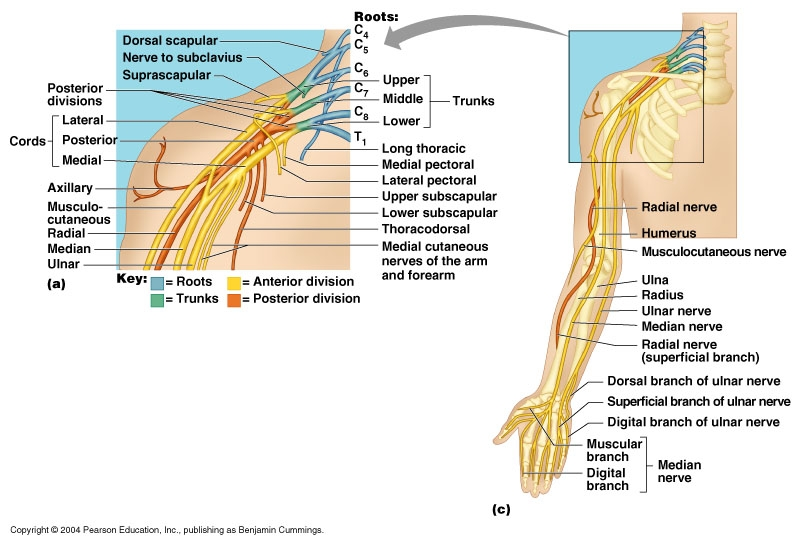 Roots:
C4
C5
C6
C7
C8
T1
Dorsal scapular
Nerve to subclavius
Suprascapular
Posterior
divisions
Cords
Lateral
Posterior
Medial
Axillary
Musculo-
cutaneous
Radial
Median
Ulnar
Upper
Middle
Lower
Trunks
Long thoracic
Medial pectoral
Lateral pectoral
Upper subscapular
Lower subscapular
Thoracodorsal
Medial cutaneous
nerves of the arm
and forearm
(a)
Key:
= Roots
= Anterior division
= Trunks
= Posterior division
Radial nerve
Humerus
Musculocutaneous nerve
Ulna
Radius
Ulnar nerve
Median nerve
Radial nerve
(superficial branch)
Dorsal branch of ulnar nerve
Superficial branch of ulnar nerve
Digital branch of ulnar nerve
Muscular
branch
Digital
branch
Median
nerve
(c)
Copyright © 2004 Pearson Education, Inc., publishing as Benjamin Cummings.